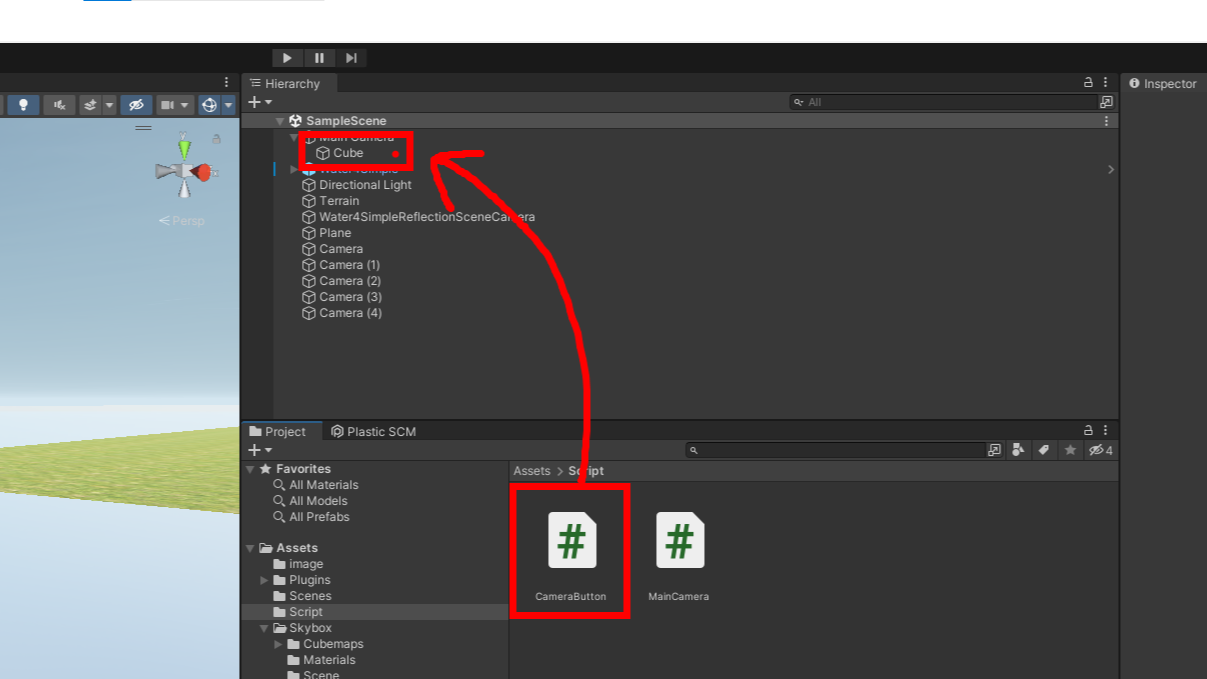 Hierarchy
Inspector
All
SampleScene
Main Camera
Cube
Water4Simple
Directional Light
Terrain
Water4SimpleReflectionSceneCamera
Plane
Camera
Camera (1)
Camera (2)
Camera (3)
Camera (4)
y
Persp
Project
Plastic SCM
4
Favorites
All Materials
All Models
All Prefabs
Assets
image
Plugins
Scenes
Script
Skybox
Cubemaps
Materials
Scene
Assets > Script
#
#
CameraButton
MainCamera